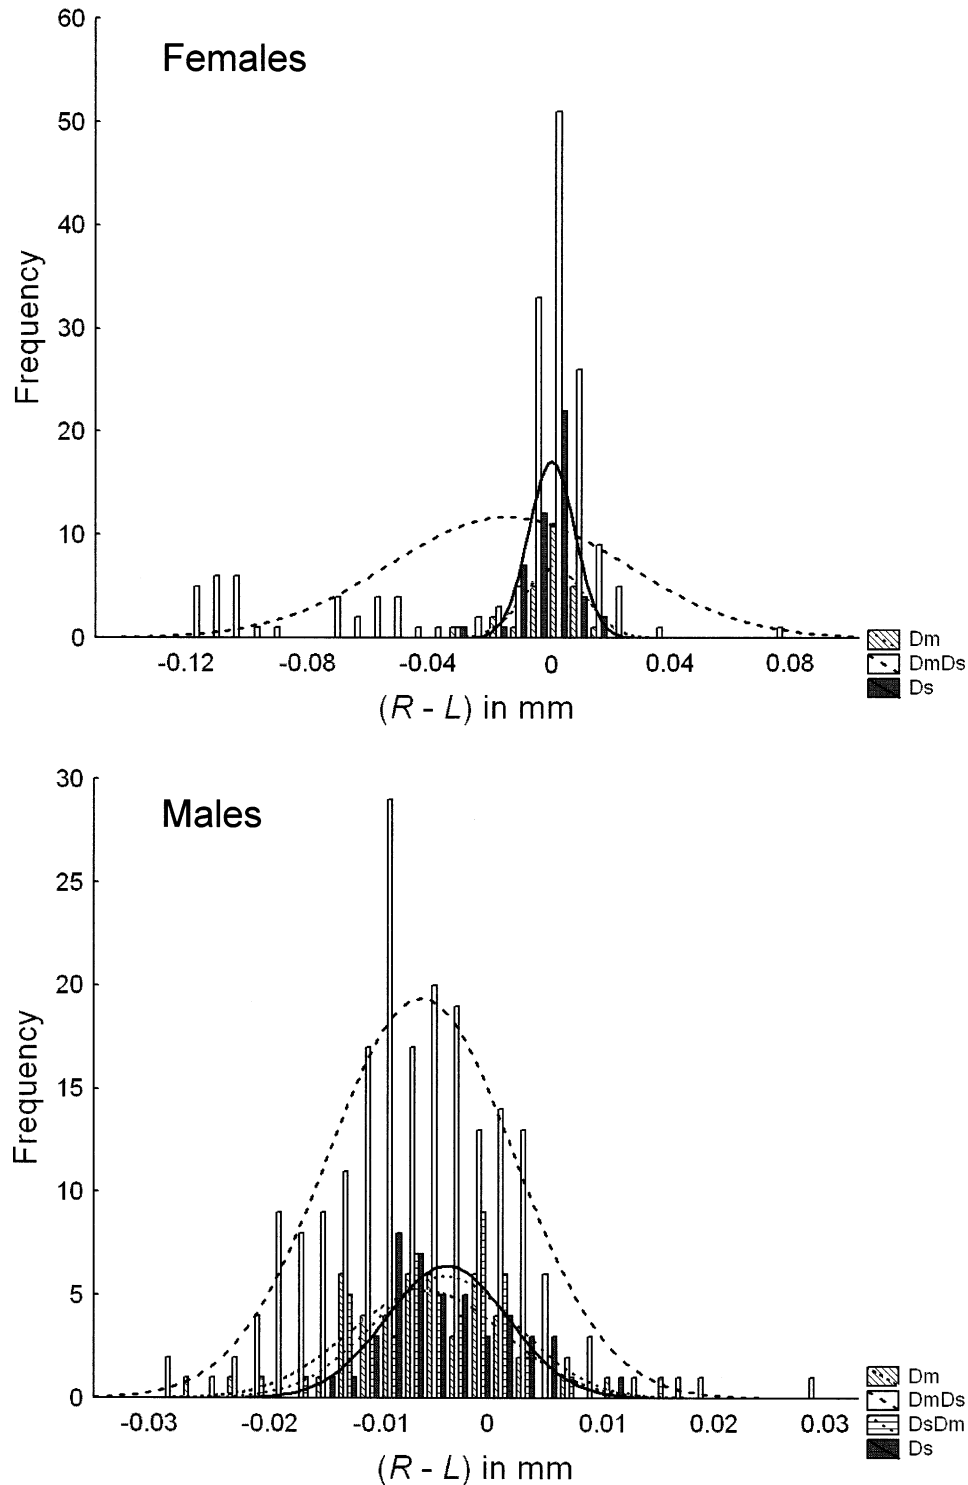 Females
Frequency
60
50
40
30
20
10
0
-0.12 -0.08 -0.04 0 0.04 0.08
(R - L) in mm
Dm
DmDs
Ds
Males
Frequency
30
25
20
15
10
5
0
-0.03 -0.02 -0.01 0 0.01 0.02 0.03
(R - L) in mm
Dm
DmDs
DsDm
Ds